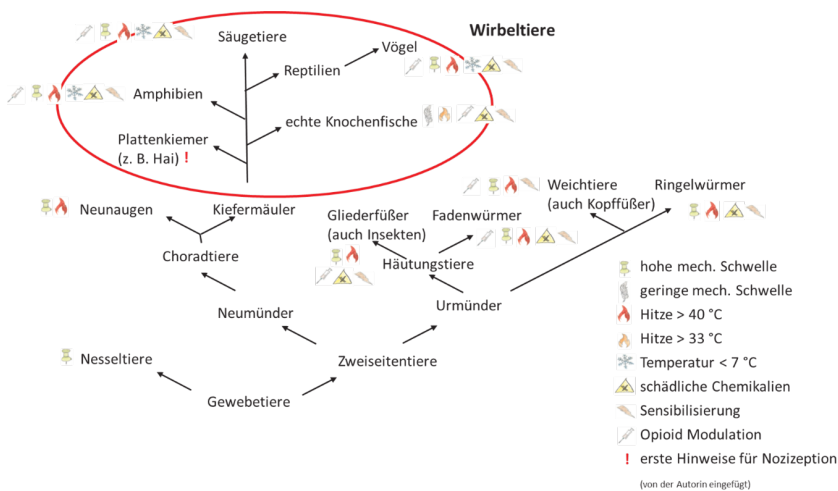 Wirbeltiere
Säugetiere
Vögel
Reptilien
Amphibien
echte Knochenfische
Plattenkiemer
(z. B. Hai) !
Neunaugen
Kiefermäuler
Gliederfüßer
(auch Insekten)
Fadenwürmer
Weichtiere
(auch Kopffüßer)
Ringelwürmer
Choradtiere
Häutungstiere
Neumünder
Urmünder
Nesseltiere
Zweiseitentiere
Gewebetiere
hohe mech. Schwelle
geringe mech. Schwelle
Hitze > 40 °C
Hitze > 33 °C
Temperatur < 7 °C
schädliche Chemikalien
Sensibilisierung
Opioid Modulation
! erste Hinweise für Nozizeption
(von der Autorin eingefügt)